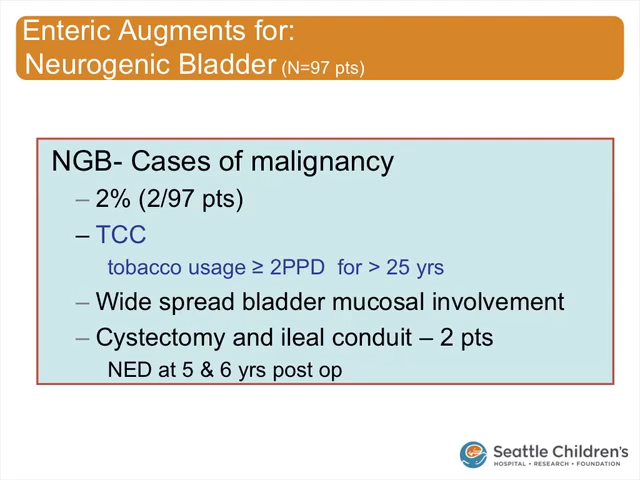 Enteric Augments for:
Neurogenic Bladder (N=97 pts)
NGB- Cases of malignancy
– 2% (2/97 pts)
– TCC
tobacco usage ≥ 2PPD for > 25 yrs
– Wide spread bladder mucosal involvement
– Cystectomy and ileal conduit – 2 pts
NED at 5 & 6 yrs post op
Seattle Children's
HOSPITAL • RESEARCH • FOUNDATION